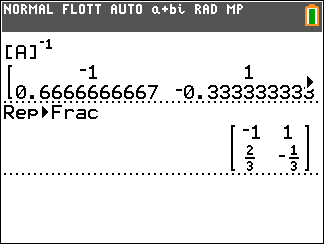 NORMAL FLOTT AUTO a+bi RAD MP
[A]⁻¹
[ -1 1
0.6666666667 -0.333333333
Rep▶Frac
[ -1 1
2/3 -1/3 ]